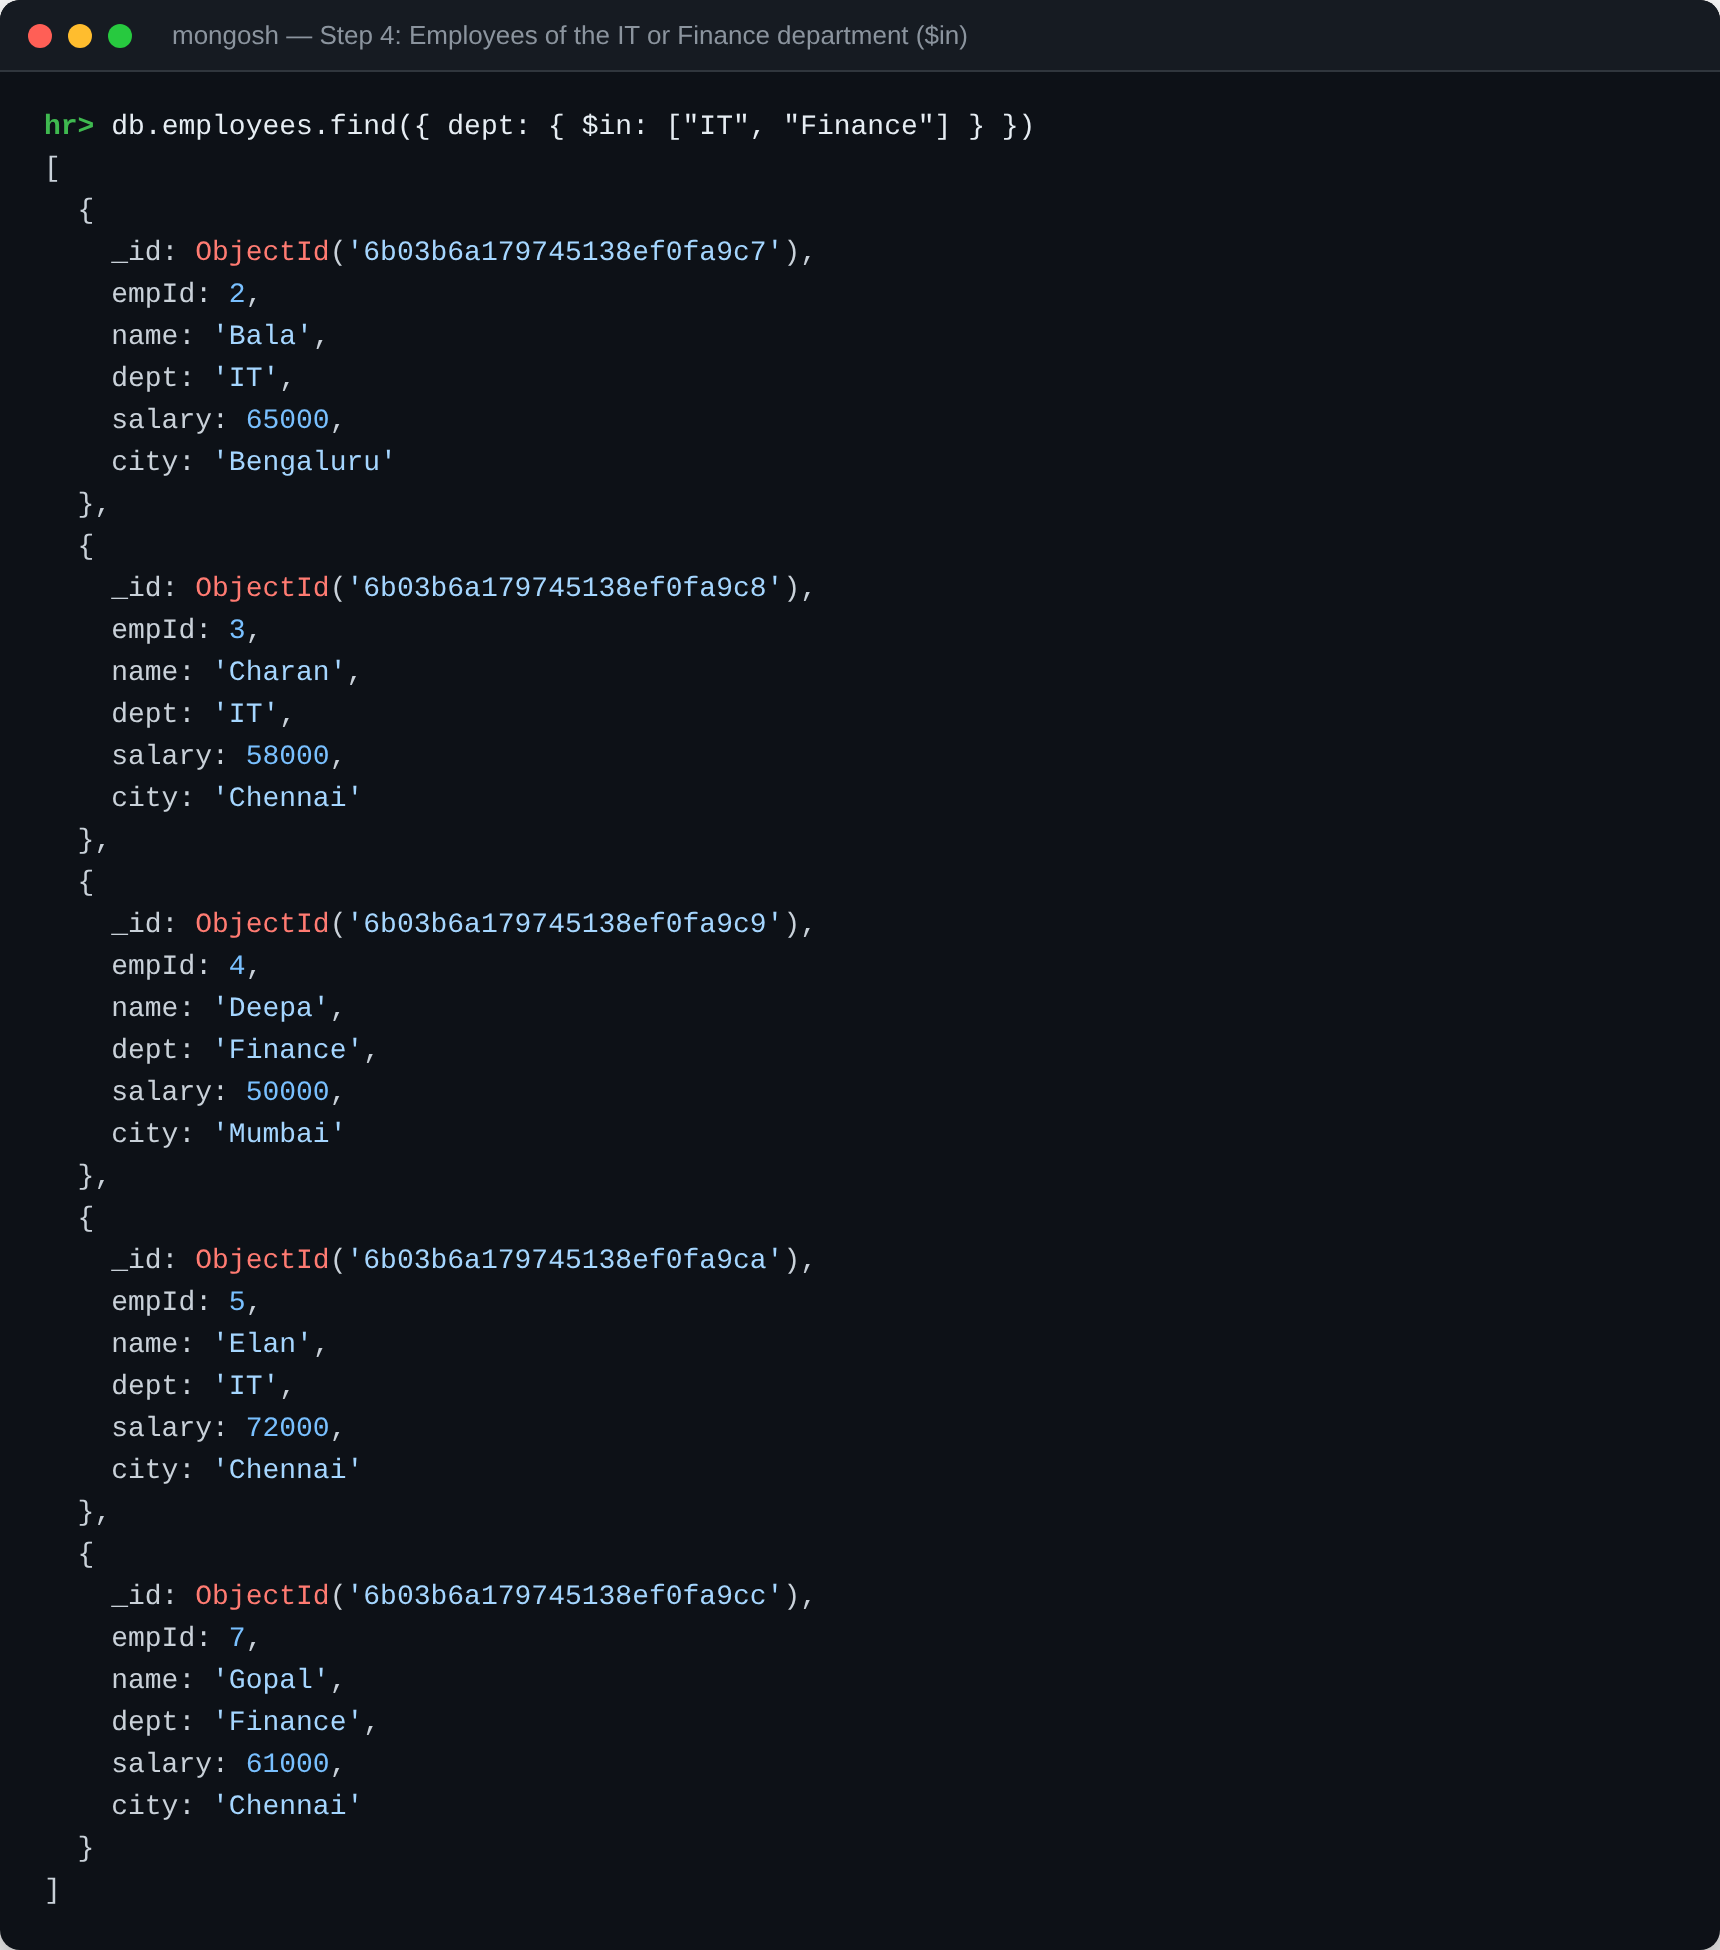 mongosh — Step 4: Employees of the IT or Finance department ($in)
hr> db.employees.find({ dept: { $in: ["IT", "Finance"] } })
[
  {
    _id: ObjectId('6b03b6a179745138ef0fa9c7'),
    empId: 2,
    name: 'Bala',
    dept: 'IT',
    salary: 65000,
    city: 'Bengaluru'
  },
  {
    _id: ObjectId('6b03b6a179745138ef0fa9c8'),
    empId: 3,
    name: 'Charan',
    dept: 'IT',
    salary: 58000,
    city: 'Chennai'
  },
  {
    _id: ObjectId('6b03b6a179745138ef0fa9c9'),
    empId: 4,
    name: 'Deepa',
    dept: 'Finance',
    salary: 50000,
    city: 'Mumbai'
  },
  {
    _id: ObjectId('6b03b6a179745138ef0fa9ca'),
    empId: 5,
    name: 'Elan',
    dept: 'IT',
    salary: 72000,
    city: 'Chennai'
  },
  {
    _id: ObjectId('6b03b6a179745138ef0fa9cc'),
    empId: 7,
    name: 'Gopal',
    dept: 'Finance',
    salary: 61000,
    city: 'Chennai'
  }
]